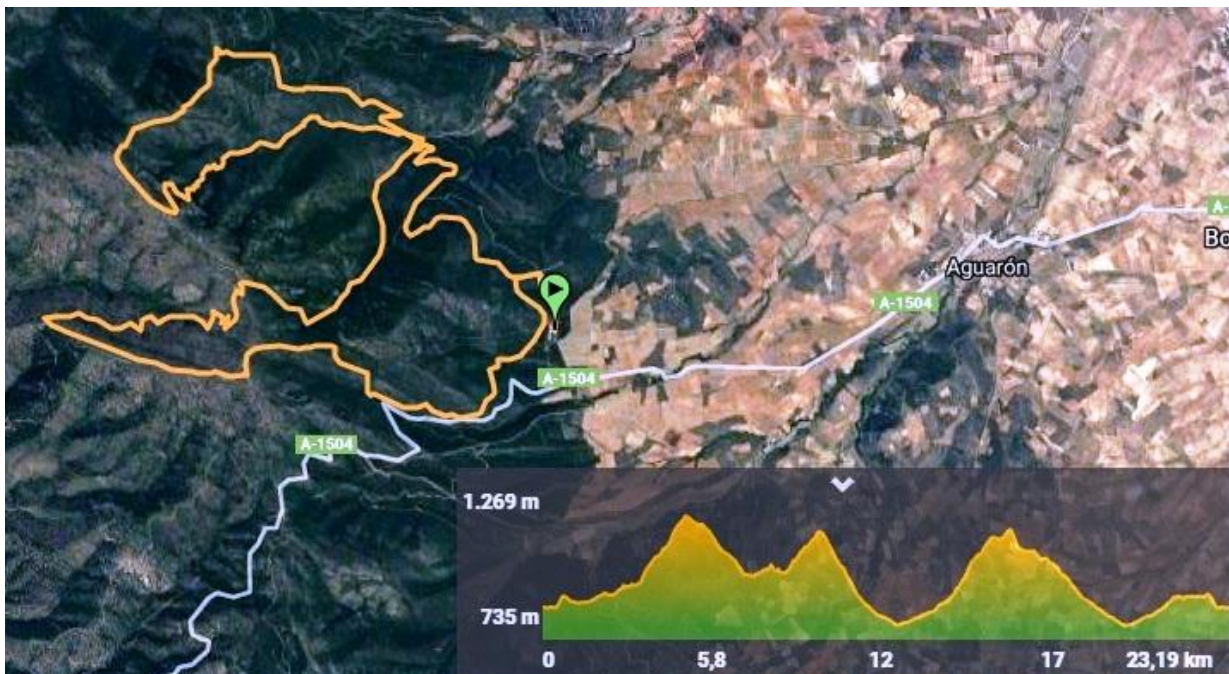 A-
Bo
Aguarón
A-1504
A-1504
A-1504
1.269 m
735 m
0 5,8 12 17 23,19 km